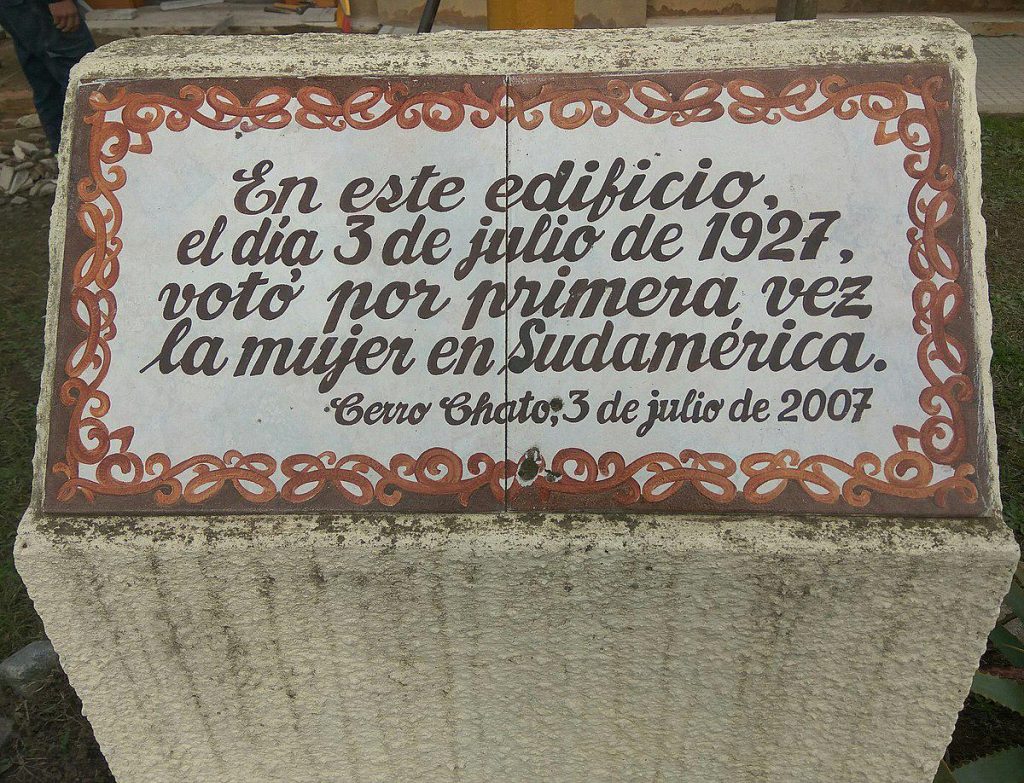 En este edificio,
el día 3 de julio de 1927,
votó por primera vez
la mujer en Sudamérica.
Cerro Chato, 3 de julio de 2007